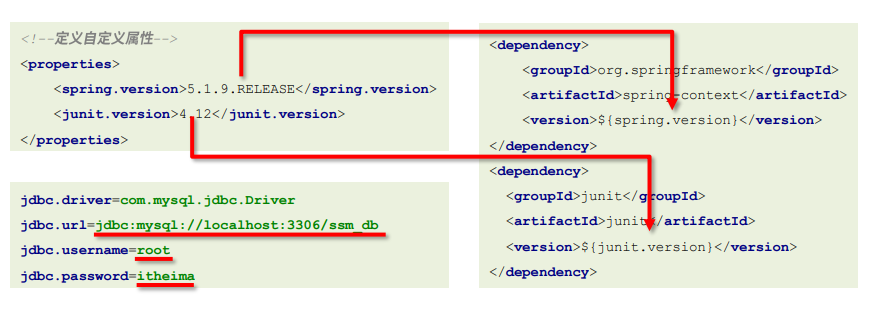 <!--定义自定义属性-->
<properties>
<spring.version>5.1.9.RELEASE</spring.version>
<junit.version>4.12</junit.version>
</properties>
jdbc.driver=com.mysql.jdbc.Driver
jdbc.url=jdbc:mysql://localhost:3306/ssm_db
jdbc.username=root
jdbc.password=itheima
<dependency>
<groupId>org.springframework</groupId>
<artifactId>spring-context</artifactId>
<version>${spring.version}</version>
</dependency>
<dependency>
<groupId>junit</groupId>
<artifactId>junit</artifactId>
<version>${junit.version}</version>
</dependency>